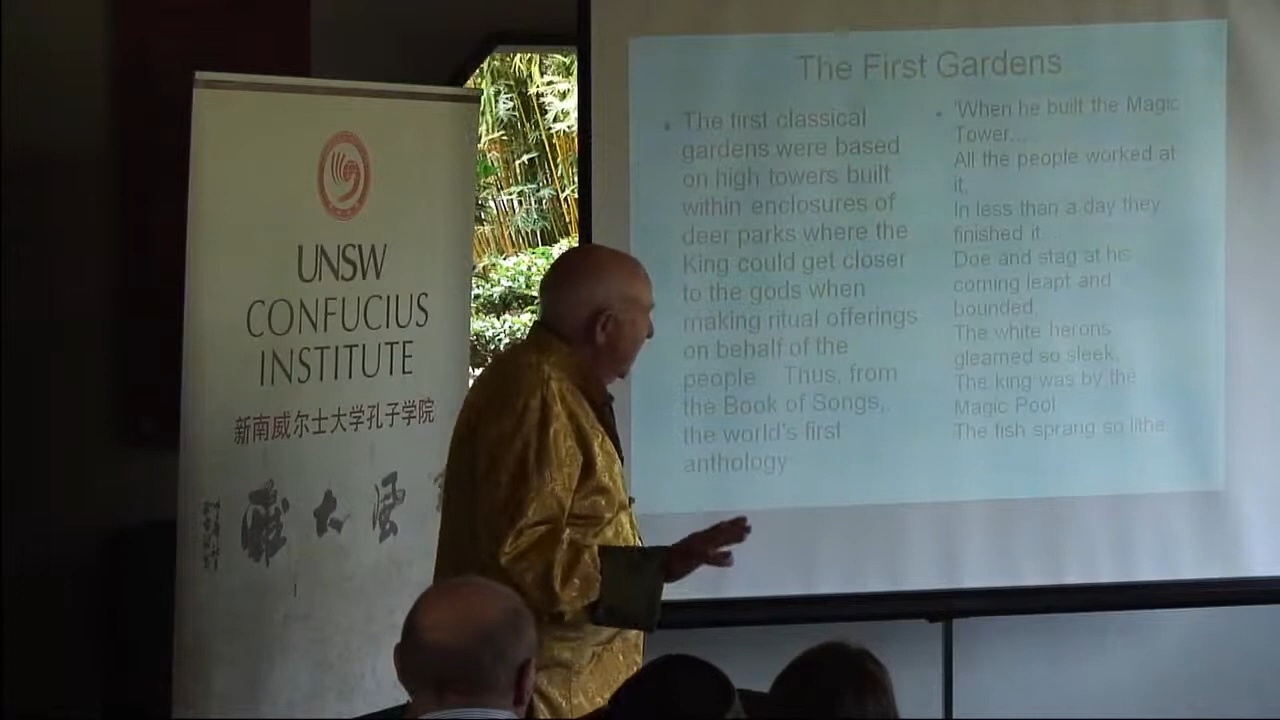 UNSW
CONFUCIUS
INSTITUTE
新南威尔士大学孔子学院
大風
The First Gardens
• The first classical
gardens were based
on high towers built
within enclosures of
deer parks where the
King could get closer
to the gods when
making ritual offerings
on behalf of the
people Thus, from
the Book of Songs,
the world's first
anthology
• 'When he built the Magic
Tower...
All the people worked at
it,
In less than a day they
finished it...
Doe and stag at his
coming leapt and
bounded,
The white herons
gleamed so sleek,
The king was by the
Magic Pool
The fish sprang so lithe